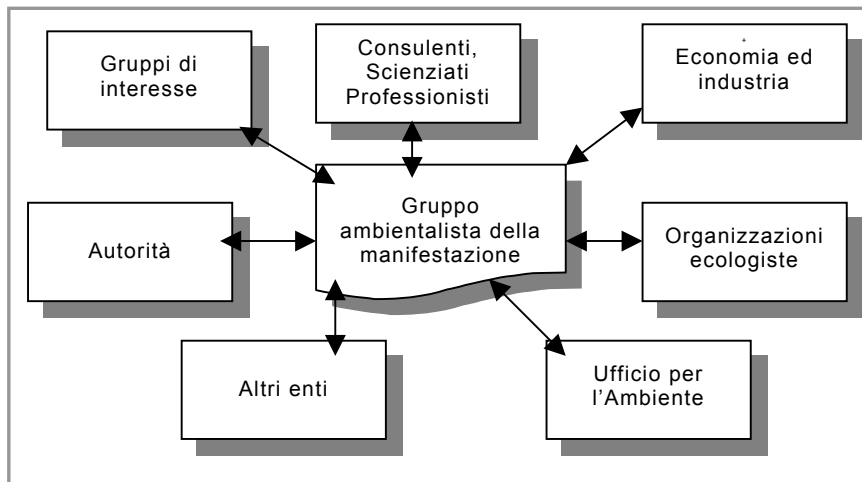 Gruppi di
interesse
Consulenti,
Scienziati
Professionisti
Economia ed
industria
Autorità
Gruppo
ambientalista della
manifestazione
Organizzazioni
ecologiste
Altri enti
Ufficio per
l’Ambiente